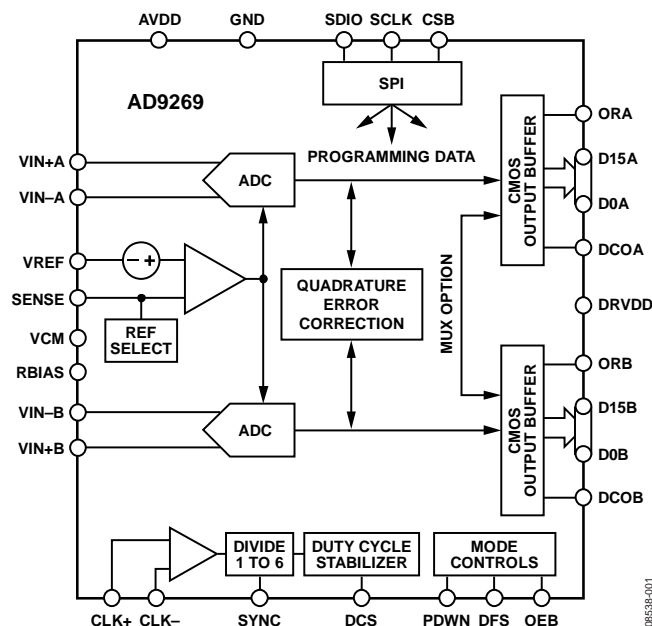 AVDD
GND
SDIO
SCLK
CSB
AD9269
SPI
PROGRAMMING DATA
VIN+A
VIN–A
VREF
SENSE
VCM
RBIAS
VIN–B
VIN+B
ADC
– +
REF
SELECT
ADC
QUADRATURE
ERROR
CORRECTION
MUX OPTION
CMOS
OUTPUT BUFFER
CMOS
OUTPUT BUFFER
ORA
D15A
D0A
DCOA
DRVDD
ORB
D15B
D0B
DCOB
DIVIDE
1 TO 6
DUTY CYCLE
STABILIZER
MODE
CONTROLS
CLK+
CLK–
SYNC
DCS
PDWN
DFS
OEB
08538-001